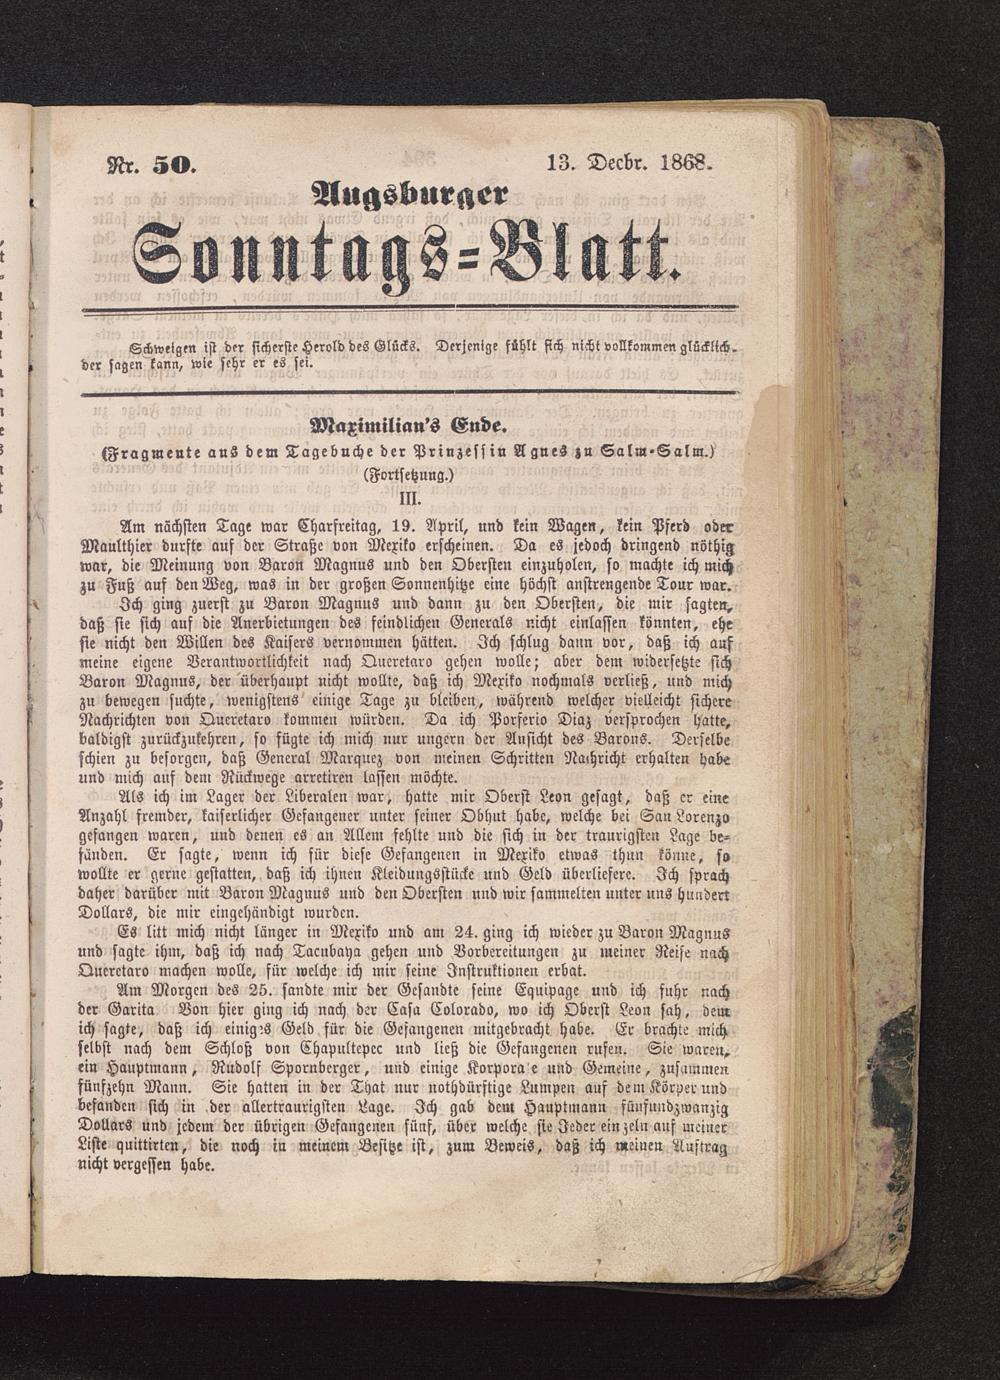 Nr. 50.
13. Decbr. 1868.
Augsburger
Sonntags=Blatt.
Schweigen ist der sicherste Herold des Glücks. Derjenige fühlt sich nicht vollkommen glücklich-
der sagen kann, wie sehr er es sei.
Maximilian's Ende.
(Fragmente aus dem Tagebuche der Prinzessin Agnes zu Salm-Salm.)
(Fortsetzung.)
III.
Am nächsten Tage war Charfreitag, 19. April, und kein Wagen, kein Pferd oder
Maulthier durfte auf der Straße von Mexiko erscheinen. Da es jedoch dringend nöthig
war, die Meinung von Baron Magnus und den Obersten einzuholen, so machte ich mich
zu Fuß auf den Weg, was in der großen Sonnenhitze eine höchst anstrengende Tour war.
Ich ging zuerst zu Baron Magnus und dann zu den Obersten, die mir sagten,
daß sie sich auf die Anerbietungen des feindlichen Generals nicht einlassen könnten, ehe
sie nicht den Willen des Kaisers vernommen hätten. Ich schlug dann vor, daß ich auf
meine eigene Verantwortlichkeit nach Queretaro gehen wolle; aber dem widersetzte sich
Baron Magnus, der überhaupt nicht wollte, daß ich Mexiko nochmals verließ, und mich
zu bewegen suchte, wenigstens einige Tage zu bleiben, während welcher vielleicht sichere
Nachrichten von Queretaro kommen würden. Da ich Porferio Diaz versprochen hatte,
baldigst zurückzukehren, so fügte ich mich nur ungern der Ansicht des Barons. Derselbe
schien zu besorgen, daß General Marquez von meinen Schritten Nachricht erhalten habe
und mich auf dem Rückwege arretiren lassen möchte.
Als ich im Lager der Liberalen war, hatte mir Oberst Leon gesagt, daß er eine
Anzahl fremder, kaiserlicher Gefangener unter seiner Obhut habe, welche bei San Lorenzo
gefangen waren, und denen es an Allem fehlte und die sich in der traurigsten Lage be=
fänden. Er sagte, wenn ich für diese Gefangenen in Mexiko etwas thun könne, so
wollte er gerne gestatten, daß ich ihnen Kleidungsstücke und Geld überliefere. Ich sprach
daher darüber mit Baron Magnus und den Obersten und wir sammelten unter uns hundert
Dollars, die mir eingehändigt wurden.
Es litt mich nicht länger in Mexiko und am 24. ging ich wieder zu Baron Magnus
und sagte ihm, daß ich nach Tacubaya gehen und Vorbereitungen zu meiner Reise nach
Queretaro machen wolle, für welche ich mir seine Instruktionen erbat.
Am Morgen des 25. sandte mir der Gesandte seine Equipage und ich fuhr nach
der Garita Von hier ging ich nach der Casa Colorado, wo ich Oberst Leon sah, dem
ich sagte, daß ich einiges Geld für die Gefangenen mitgebracht habe. Er brachte mich
selbst nach dem Schloß von Chapultepec und ließ die Gefangenen rufen. Sie waren,
ein Hauptmann, Rudolf Spornberger, und einige Korporale und Gemeine, zusammen
fünfzehn Mann. Sie hatten in der That nur nothdürftige Lumpen auf dem Körper und
befanden sich in der allertraurigsten Lage. Ich gab dem Hauptmann fünfundzwanzig
Dollars und jedem der übrigen Gefangenen fünf, über welche sie Jeder einzeln auf meiner
Liste quittirten, die noch in meinem Besitze ist, zum Beweis, daß ich meinen Auftrag
nicht vergessen habe.